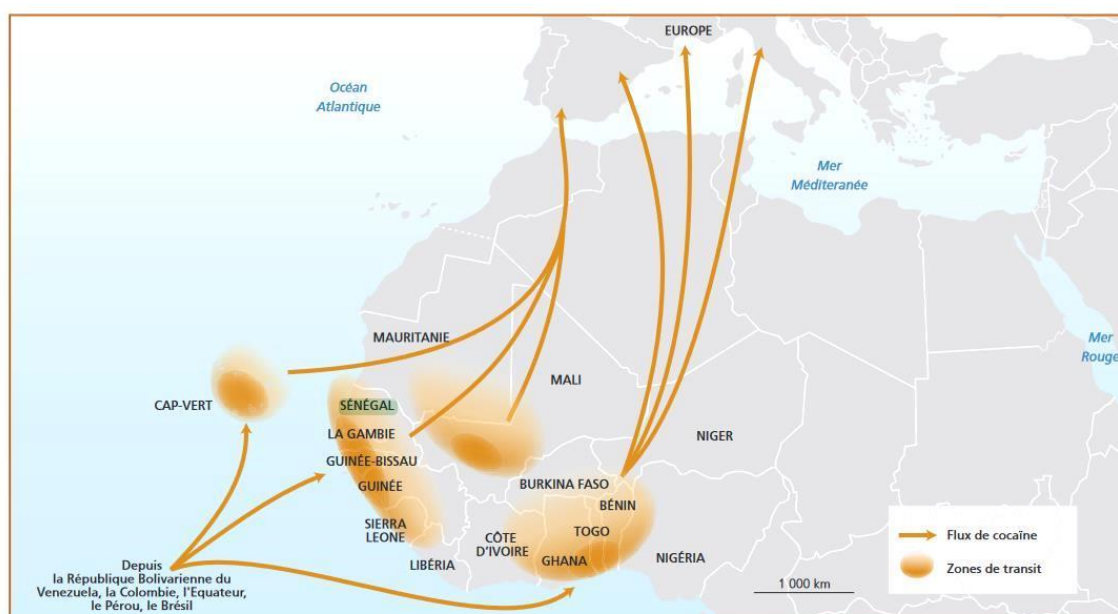 EUROPE
Océan
Atlantique
Mer
Méditeranée
Mer
Rouge
MAURITANIE
MALI
CAP-VERT
SÉNÉGAL
LA GAMBIE
NIGER
GUINÉE-BISSAU
GUINÉE
BURKINA FASO
BÉNIN
SIERRA
LEONE
TOGO
CÔTE
D'IVOIRE
GHANA
NIGÉRIA
LIBÉRIA
Depuis
la République Bolivarienne du
Venezuela, la Colombie, l'Equateur,
le Pérou, le Brésil
Flux de cocaïne
Zones de transit
1 000 km